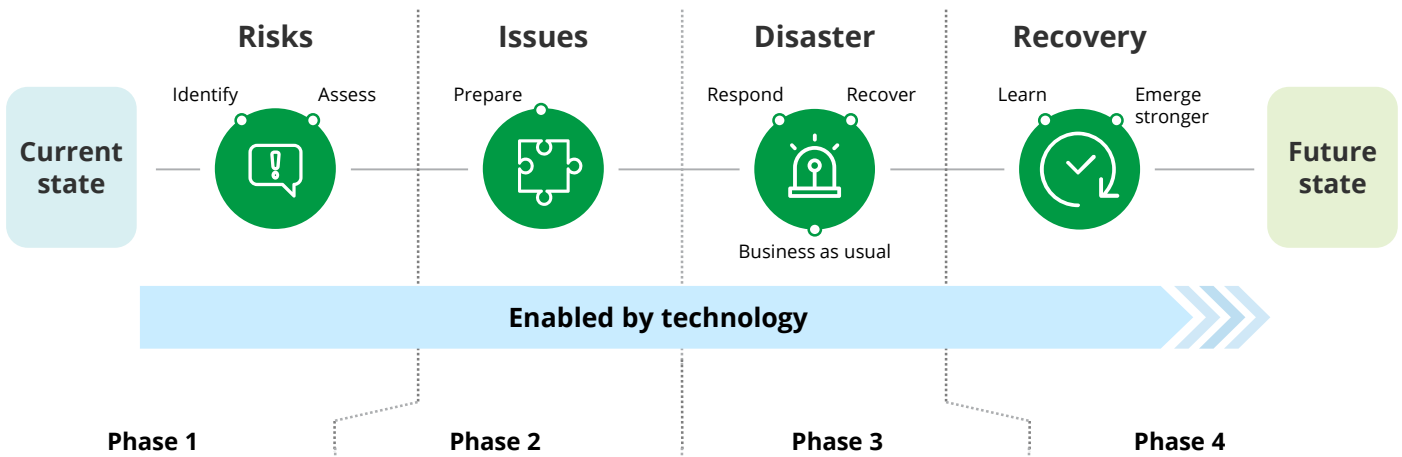 Risks
Issues
Disaster
Recovery
Identify
Assess
Prepare
Respond
Recover
Learn
Emerge
stronger
Current
state
Future
state
Business as usual
Enabled by technology
Phase 1
Phase 2
Phase 3
Phase 4